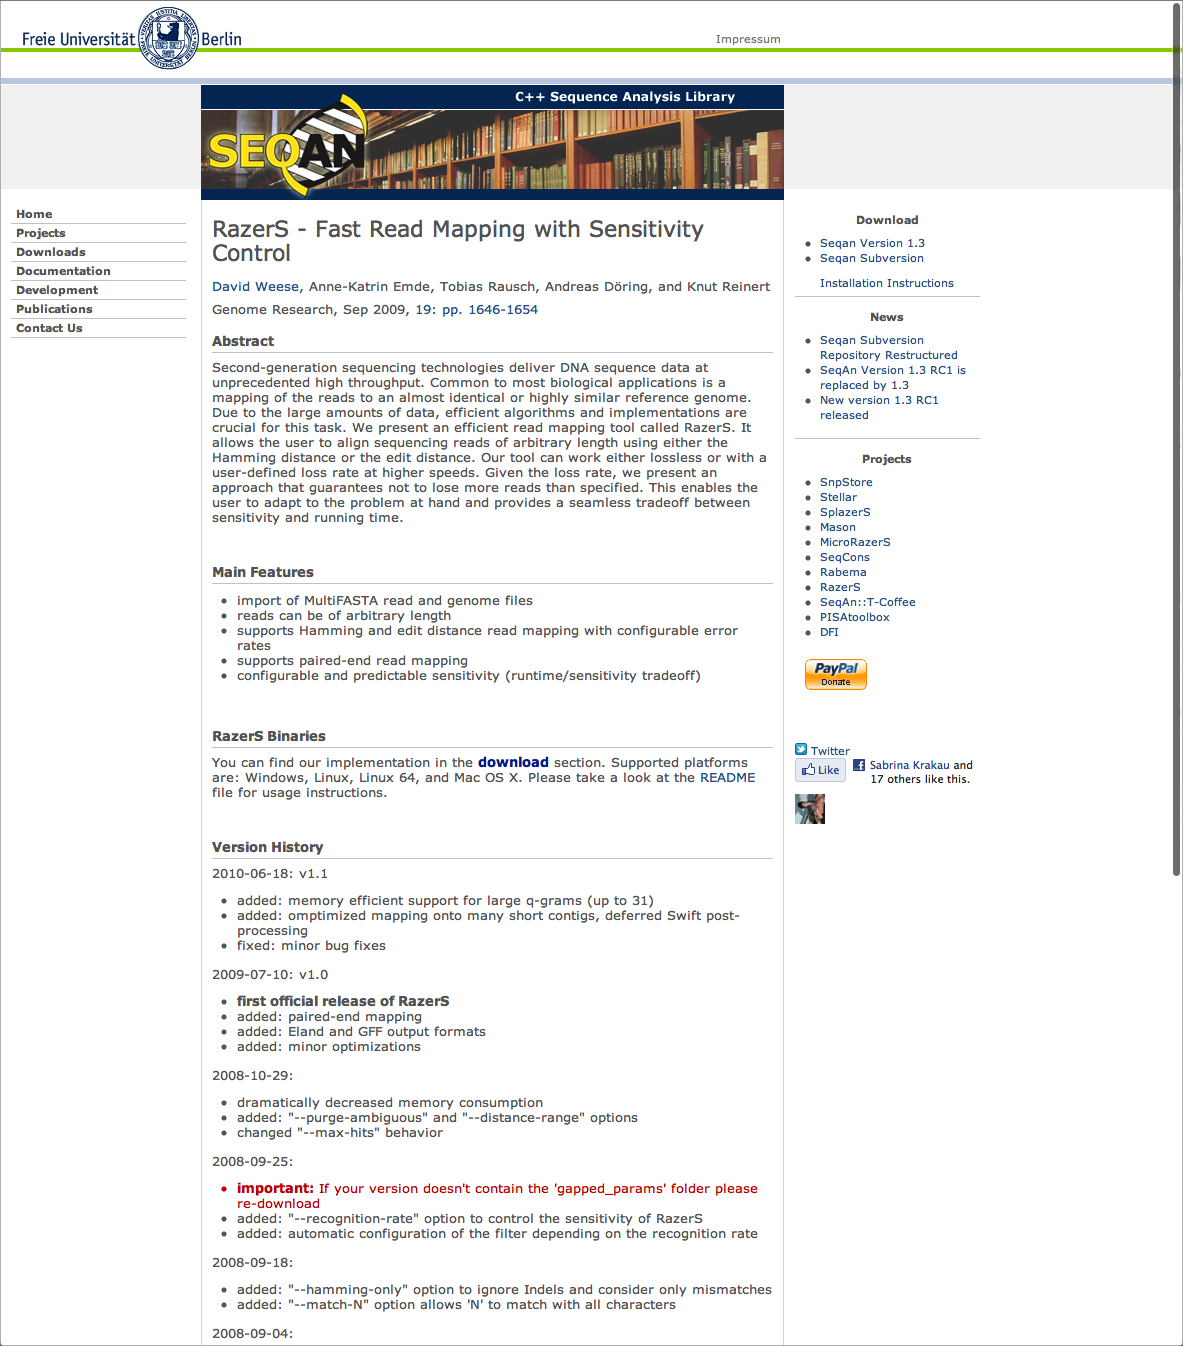 Freie Universität Berlin
Impressum
C++ Sequence Analysis Library
SEQAN
Home
Projects
Downloads
Documentation
Development
Publications
Contact Us
RazerS - Fast Read Mapping with Sensitivity
Control
David Weese, Anne-Katrin Emde, Tobias Rausch, Andreas Döring, and Knut Reinert
Genome Research, Sep 2009, 19: pp. 1646-1654
Abstract
Second-generation sequencing technologies deliver DNA sequence data at
unprecedented high throughput. Common to most biological applications is a
mapping of the reads to an almost identical or highly similar reference genome.
Due to the large amounts of data, efficient algorithms and implementations are
crucial for this task. We present an efficient read mapping tool called RazerS. It
allows the user to align sequencing reads of arbitrary length using either the
Hamming distance or the edit distance. Our tool can work either lossless or with a
user-defined loss rate at higher speeds. Given the loss rate, we present an
approach that guarantees not to lose more reads than specified. This enables the
user to adapt to the problem at hand and provides a seamless tradeoff between
sensitivity and running time.
Main Features
• import of MultiFASTA read and genome files
• reads can be of arbitrary length
• supports Hamming and edit distance read mapping with configurable error
rates
• supports paired-end read mapping
• configurable and predictable sensitivity (runtime/sensitivity tradeoff)
RazerS Binaries
You can find our implementation in the download section. Supported platforms
are: Windows, Linux, Linux 64, and Mac OS X. Please take a look at the README
file for usage instructions.
Version History
2010-06-18: v1.1
• added: memory efficient support for large q-grams (up to 31)
• added: omptimized mapping onto many short contigs, deferred Swift post-
processing
• fixed: minor bug fixes
2009-07-10: v1.0
• first official release of RazerS
• added: paired-end mapping
• added: Eland and GFF output formats
• added: minor optimizations
2008-10-29:
• dramatically decreased memory consumption
• added: "--purge-ambiguous" and "--distance-range" options
• changed "--max-hits" behavior
2008-09-25:
• important: If your version doesn't contain the 'gapped_params' folder please
re-download
• added: "--recognition-rate" option to control the sensitivity of RazerS
• added: automatic configuration of the filter depending on the recognition rate
2008-09-18:
• added: "--hamming-only" option to ignore Indels and consider only mismatches
• added: "--match-N" option allows 'N' to match with all characters
2008-09-04:
Download
• Seqan Version 1.3
• Seqan Subversion
Installation Instructions
News
• Seqan Subversion
Repository Restructured
• SeqAn Version 1.3 RC1 is
replaced by 1.3
• New version 1.3 RC1
released
Projects
• SnpStore
• Stellar
• SplazerS
• Mason
• MicroRazerS
• SeqCons
• Rabema
• RazerS
• SeqAn::T-Coffee
• PISAtoolbox
• DFI
PayPal
Donate
Twitter
Like
Sabrina Krakau and
17 others like this.